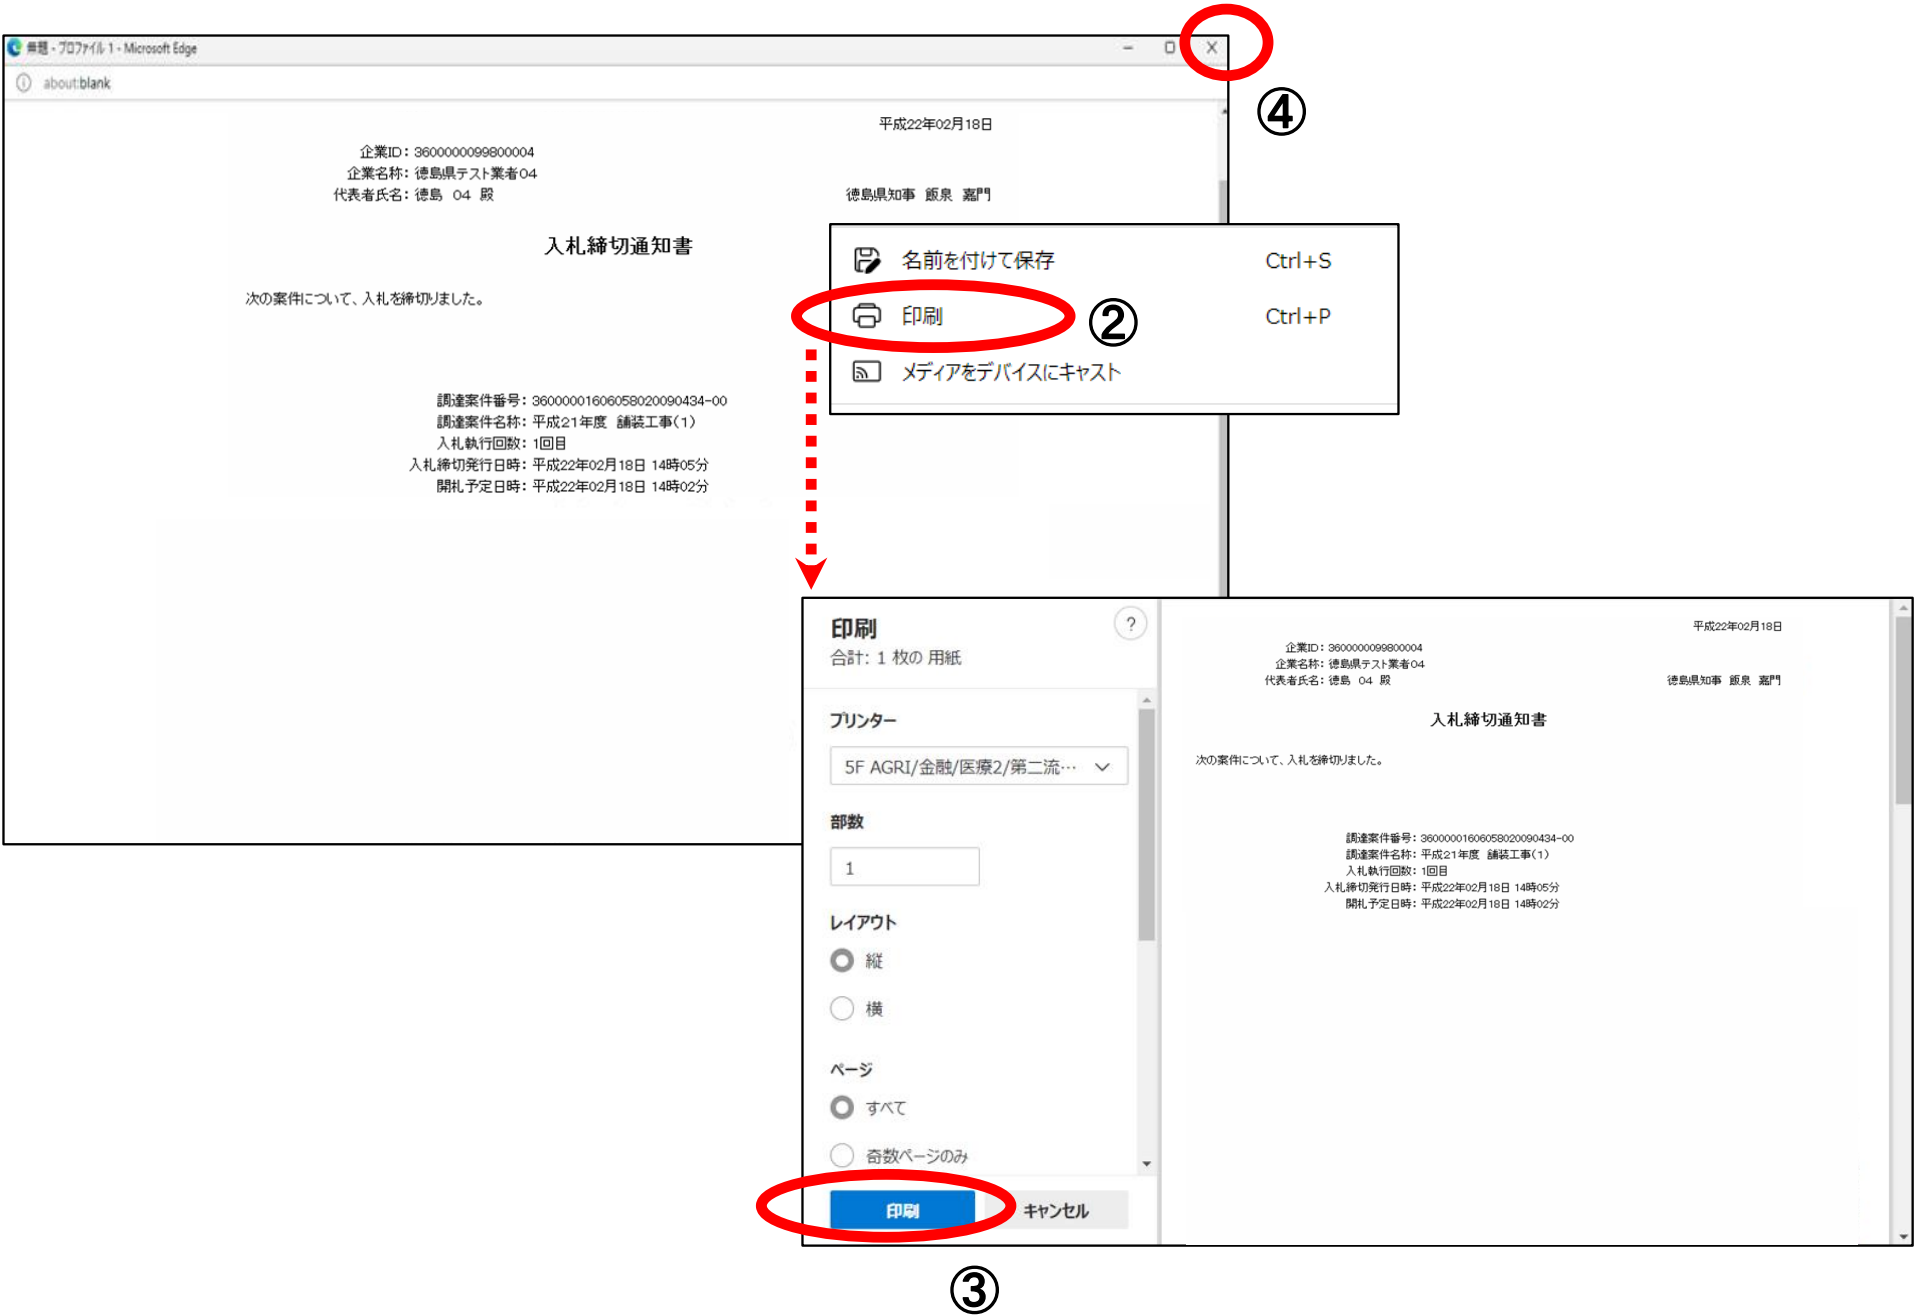 無題 - プロファイル 1 - Microsoft Edge
about:blank
④
平成22年02月18日
企業ID：3600000099800004
企業名称：徳島県テスト業者04
代表者氏名：徳島 04 殿
徳島県知事 飯泉 嘉門
入札締切通知書
次の案件について、入札を締切りました。
調達案件番号：36000001606058020090434-00
調達案件名称：平成21年度 舗装工事(1)
入札執行回数：1回目
入札締切発行日時：平成22年02月18日 14時05分
開札予定日時：平成22年02月18日 14時02分
名前を付けて保存 Ctrl+S
印刷 ② Ctrl+P
メディアをデバイスにキャスト
印刷
?
合計: 1 枚の 用紙
プリンター
5F AGRI/金融/医療2/第二流…
部数
1
レイアウト
縦
横
ページ
すべて
奇数ページのみ
印刷
キャンセル
③
平成22年02月18日
企業ID：3600000099800004
企業名称：徳島県テスト業者04
代表者氏名：徳島 04 殿
徳島県知事 飯泉 嘉門
入札締切通知書
次の案件について、入札を締切りました。
調達案件番号：36000001606058020090434-00
調達案件名称：平成21年度 舗装工事(1)
入札執行回数：1回目
入札締切発行日時：平成22年02月18日 14時05分
開札予定日時：平成22年02月18日 14時02分